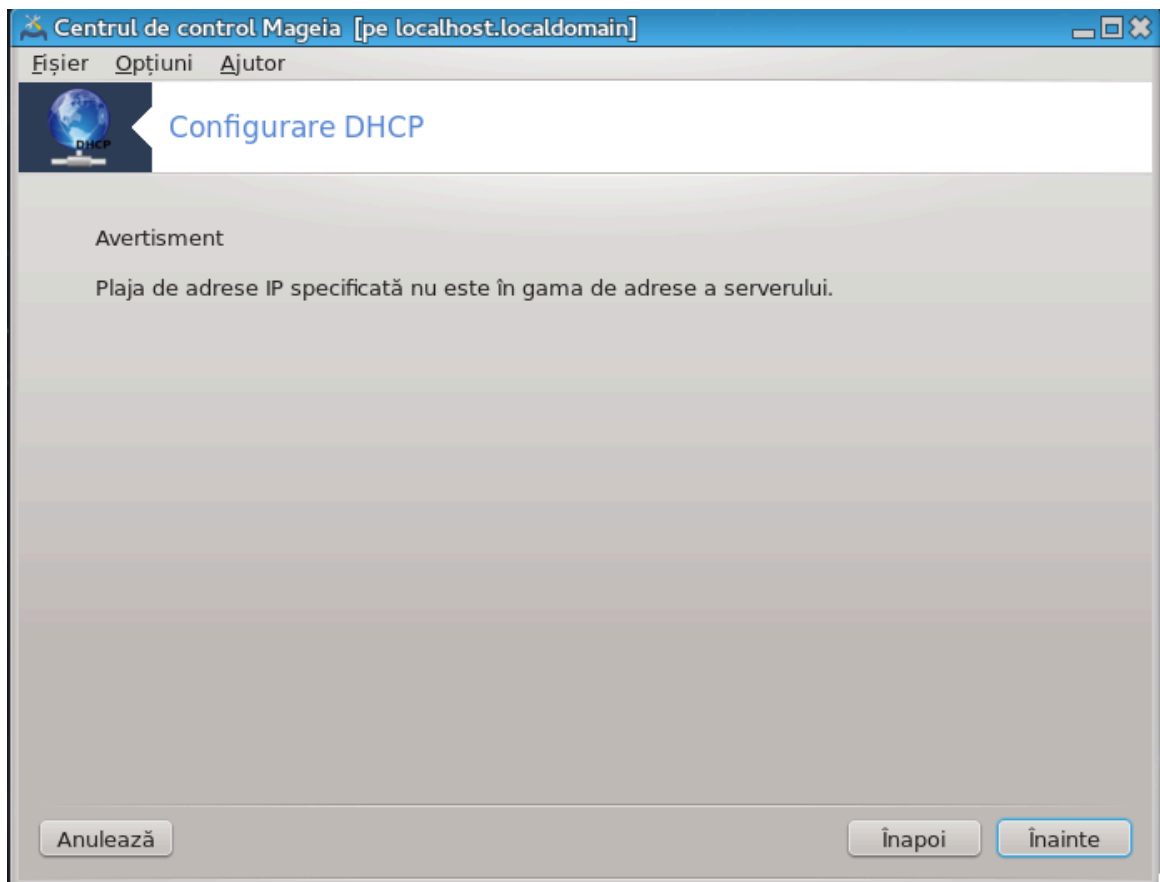 Centrul de control Mageia [pe localhost.localdomain]
Fișier Opțiuni Ajutor
DHCP
Configurare DHCP
Avertisment
Plaja de adrese IP specificată nu este în gama de adrese a serverului.
Anulează Înapoi Înainte